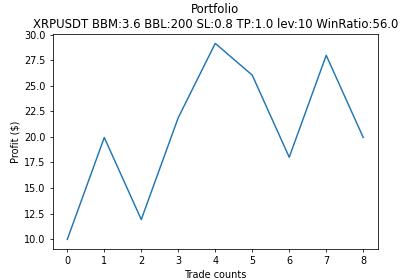 Portfolio
XRPUSDT BBM:3.6 BBL:200 SL:0.8 TP:1.0 lev:10 WinRatio:56.0
30.0
27.5
25.0
22.5
20.0
17.5
15.0
12.5
10.0
Profit ($)
0 1 2 3 4 5 6 7 8
Trade counts